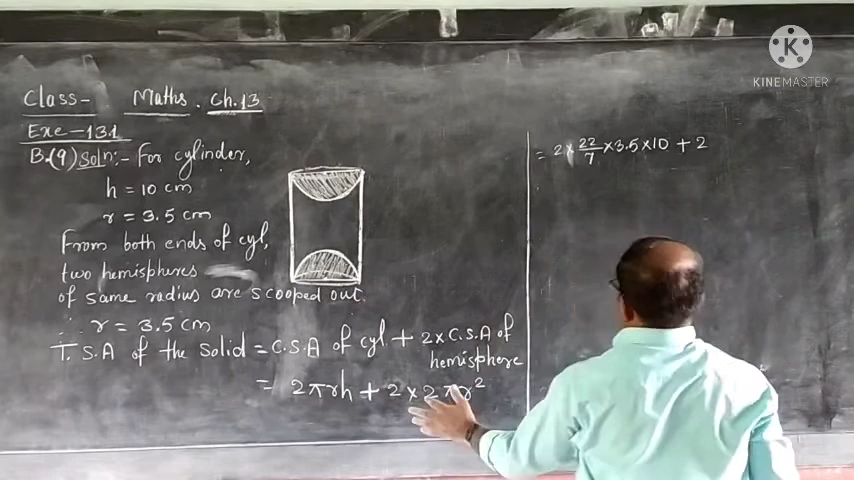 Class- Maths. Ch.13
Exe-13.1
B.(9) Soln:- For cylinder,
h = 10 cm
r = 3.5 cm
From both ends of cyl,
two hemispheres
of same radius are scooped out.
∴ r = 3.5 cm
T.S.A of the Solid = C.S.A of cyl + 2 x C.S.A of
hemisphere
= 2πrh + 2 x 2πr²
= 2 x 22/7 x 3.5 x 10 + 2
K
KINEMASTER